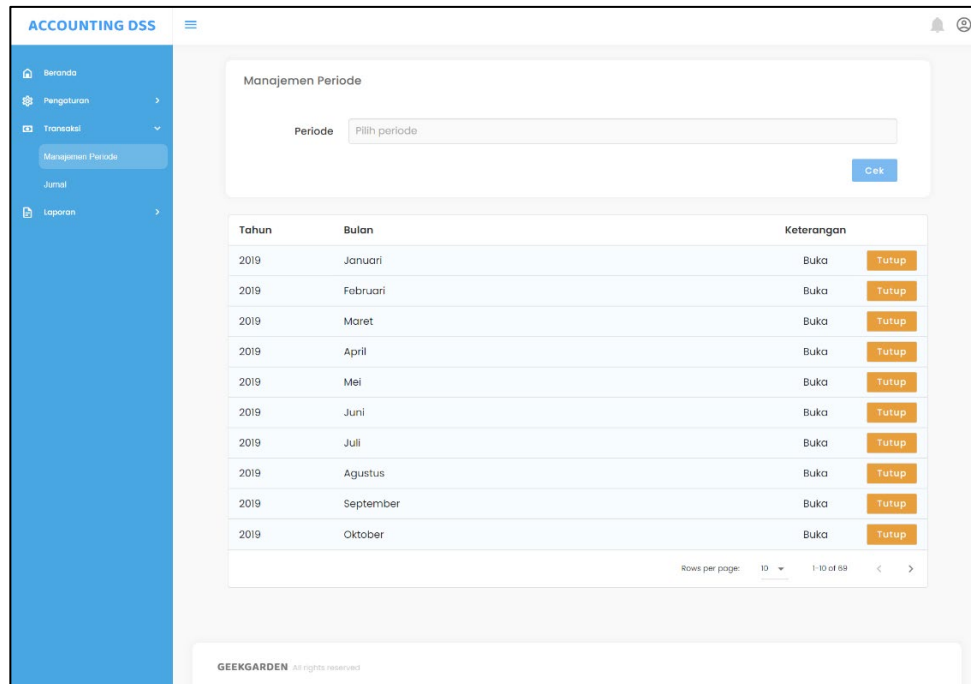 ACCOUNTING DSS
Beranda
Pengaturan
Transaksi
Manajemen Periode
Jurnal
Laporan
Manajemen Periode
Periode Pilih periode
Cek
Tahun Bulan Keterangan
2019 Januari Buka Tutup
2019 Februari Buka Tutup
2019 Maret Buka Tutup
2019 April Buka Tutup
2019 Mei Buka Tutup
2019 Juni Buka Tutup
2019 Juli Buka Tutup
2019 Agustus Buka Tutup
2019 September Buka Tutup
2019 Oktober Buka Tutup
Rows per page: 10 1-10 of 69
GEEKGARDEN All rights reserved